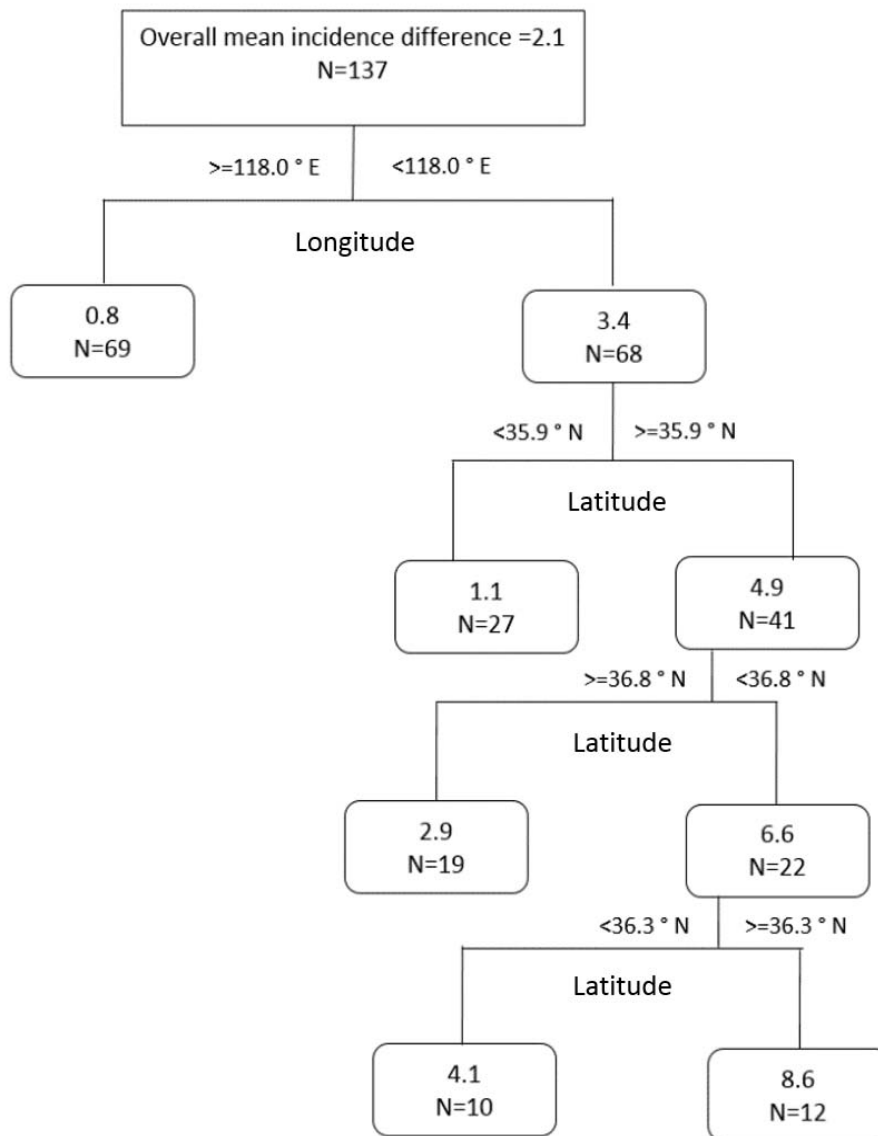 Overall mean incidence difference =2.1
N=137
>=118.0 ° E
<118.0 ° E
Longitude
0.8
N=69
3.4
N=68
<35.9 ° N
>=35.9 ° N
Latitude
1.1
N=27
4.9
N=41
>=36.8 ° N
<36.8 ° N
Latitude
2.9
N=19
6.6
N=22
<36.3 ° N
>=36.3 ° N
Latitude
4.1
N=10
8.6
N=12